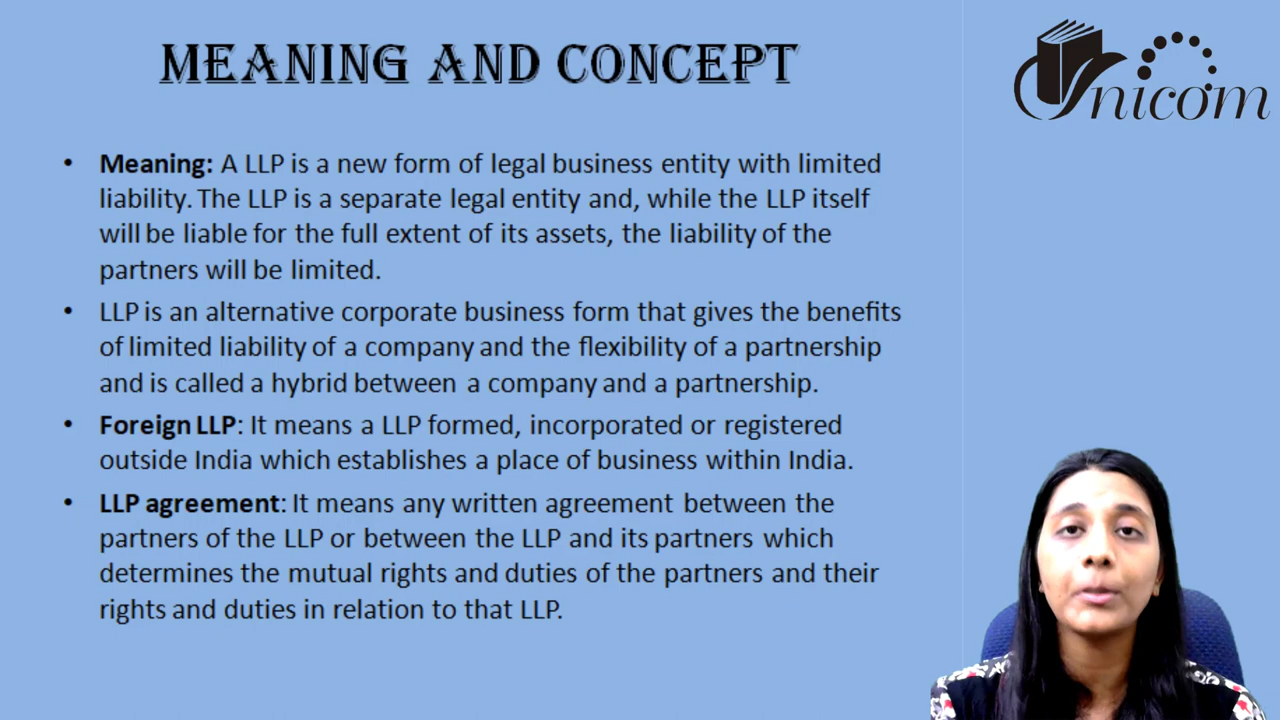 MEANING AND CONCEPT
Unicom
• Meaning: A LLP is a new form of legal business entity with limited
liability. The LLP is a separate legal entity and, while the LLP itself
will be liable for the full extent of its assets, the liability of the
partners will be limited.
• LLP is an alternative corporate business form that gives the benefits
of limited liability of a company and the flexibility of a partnership
and is called a hybrid between a company and a partnership.
• Foreign LLP: It means a LLP formed, incorporated or registered
outside India which establishes a place of business within India.
• LLP agreement: It means any written agreement between the
partners of the LLP or between the LLP and its partners which
determines the mutual rights and duties of the partners and their
rights and duties in relation to that LLP.